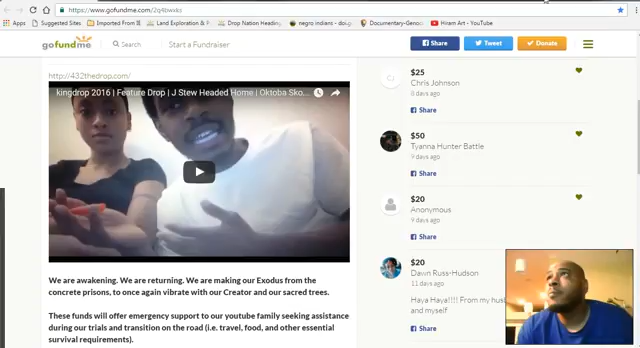 https://www.gofundme.com/2q4bwxks
Apps
Suggested Sites
Imported From IE
Land Exploration & P
Drop Nation Heading
negro indians - doi.g
Documentary-Genoc
Hiram Art - YouTube
gofundme
Search
Start a Fundraiser
Share
Tweet
Donate
http://432thedrop.com/
kingdrop 2016 | Feature Drop | J Stew Headed Home | Oktoba Sko...
We are awakening. We are returning. We are making our Exodus from the
concrete prisons, to once again vibrate with our Creator and our sacred trees.
These funds will offer emergency support to our youtube family seeking assistance
during our trials and transition on the road (i.e. travel, food, and other essential
survival requirements).
$25
Chris Johnson
8 days ago
Share
$50
Tyanna Hunter Battle
9 days ago
Share
$20
Anonymous
9 days ago
Share
$20
Dawn Russ-Hudson
11 days ago
Haya Haya!!!! From my hus
and myself
Share